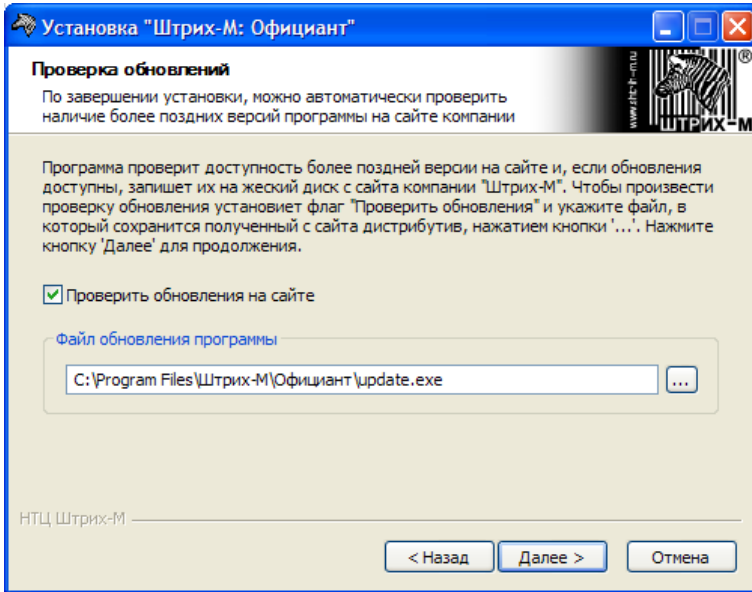 Установка "Штрих-М: Официант"
Проверка обновлений
По завершении установки, можно автоматически проверить
наличие более поздних версий программы на сайте компании
www.shtrih-m.ru
®
ШТРИХ-М
Программа проверит доступность более поздней версии на сайте и, если обновления
доступны, запишет их на жеский диск с сайта компании "Штрих-М". Чтобы произвести
проверку обновления установиет флаг "Проверить обновления" и укажите файл, в
который сохранится полученный с сайта дистрибутив, нажатием кнопки '...'. Нажмите
кнопку 'Далее' для продолжения.
Проверить обновления на сайте
Файл обновления программы
C:\Program Files\Штрих-М\Официант\update.exe
...
НТЦ Штрих-М
< Назад
Далее >
Отмена